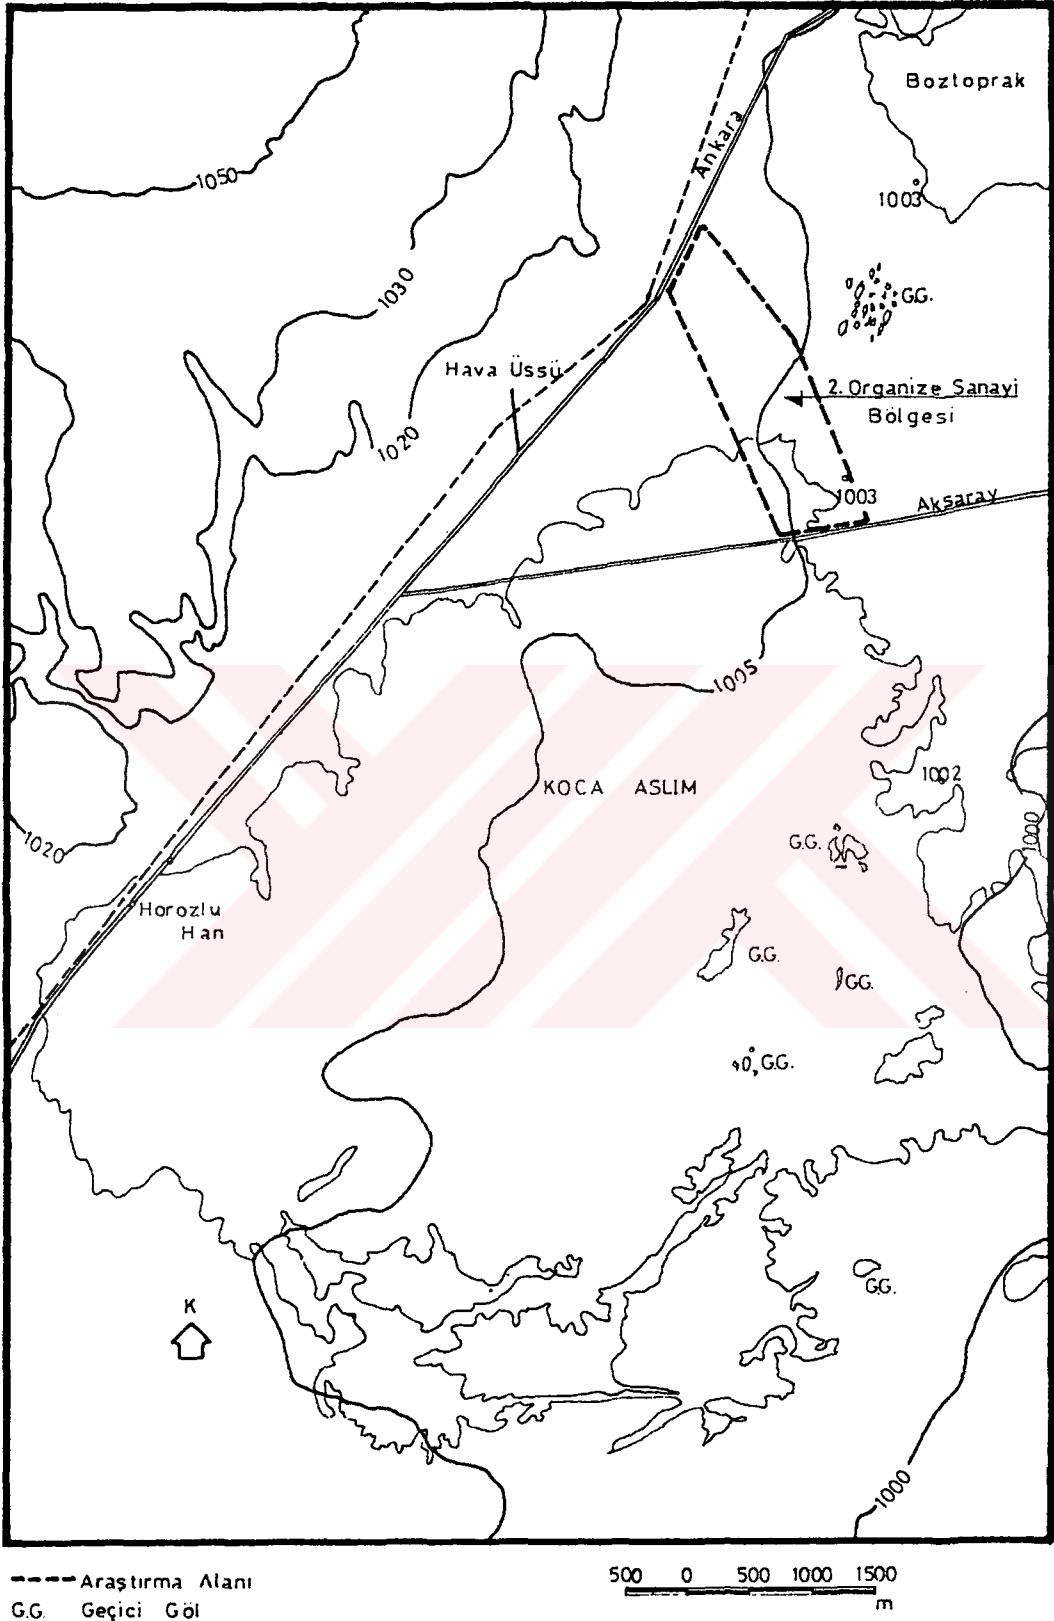 Boztoprak
Ankara
1050
1003
1030
G.G.
Hava Üssü
2. Organize Sanayi
Bölgesi
1020
1003
Aksaray
1005
1002
KOCA ASLIM
1000
1020
G.G.
Horozlu
Han
G.G.
G.G.
G.G.
G.G.
K
1000
Araştırma Alanı
G.G. Geçici Göl
500 0 500 1000 1500
m